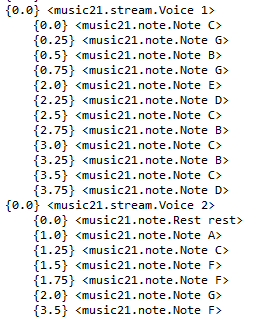 {0.0} <music21.stream.Voice 1>
    {0.0} <music21.note.Note C>
    {0.25} <music21.note.Note G>
    {0.5} <music21.note.Note B>
    {0.75} <music21.note.Note G>
    {2.0} <music21.note.Note E>
    {2.25} <music21.note.Note D>
    {2.5} <music21.note.Note C>
    {2.75} <music21.note.Note B>
    {3.0} <music21.note.Note C>
    {3.25} <music21.note.Note B>
    {3.5} <music21.note.Note C>
    {3.75} <music21.note.Note D>
{0.0} <music21.stream.Voice 2>
    {0.0} <music21.note.Rest rest>
    {1.0} <music21.note.Note A>
    {1.25} <music21.note.Note C>
    {1.5} <music21.note.Note F>
    {1.75} <music21.note.Note F>
    {2.0} <music21.note.Note G>
    {3.5} <music21.note.Note F>